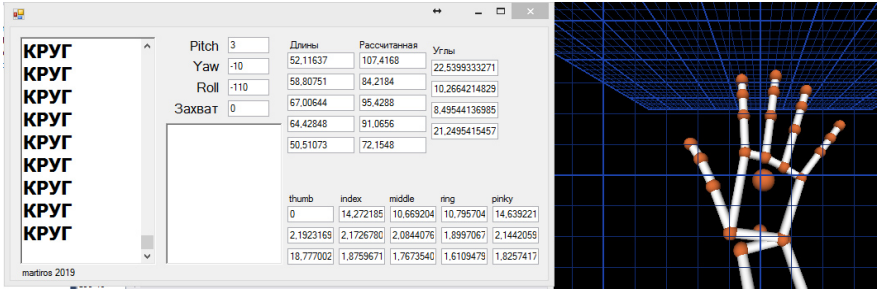 КРУГ
КРУГ
КРУГ
КРУГ
КРУГ
КРУГ
КРУГ
КРУГ
КРУГ
Pitch 3
Yaw -10
Roll -110
Захват 0
Длины Рассчитанная Углы
52,11637 107,4168 22,5399333271
58,80751 84,2184 10,2664214829
67,00644 95,4288 8,49544136985
64,42848 91,0656 21,2495415457
50,51073 72,1548
thumb index middle ring pinky
0 14,272185 10,669204 10,795704 14,639221
2,1923169 2,1726780 2,0844076 1,8997067 2,1442059
18,777002 1,8759671 1,7673540 1,6109479 1,8257417
martiros 2019